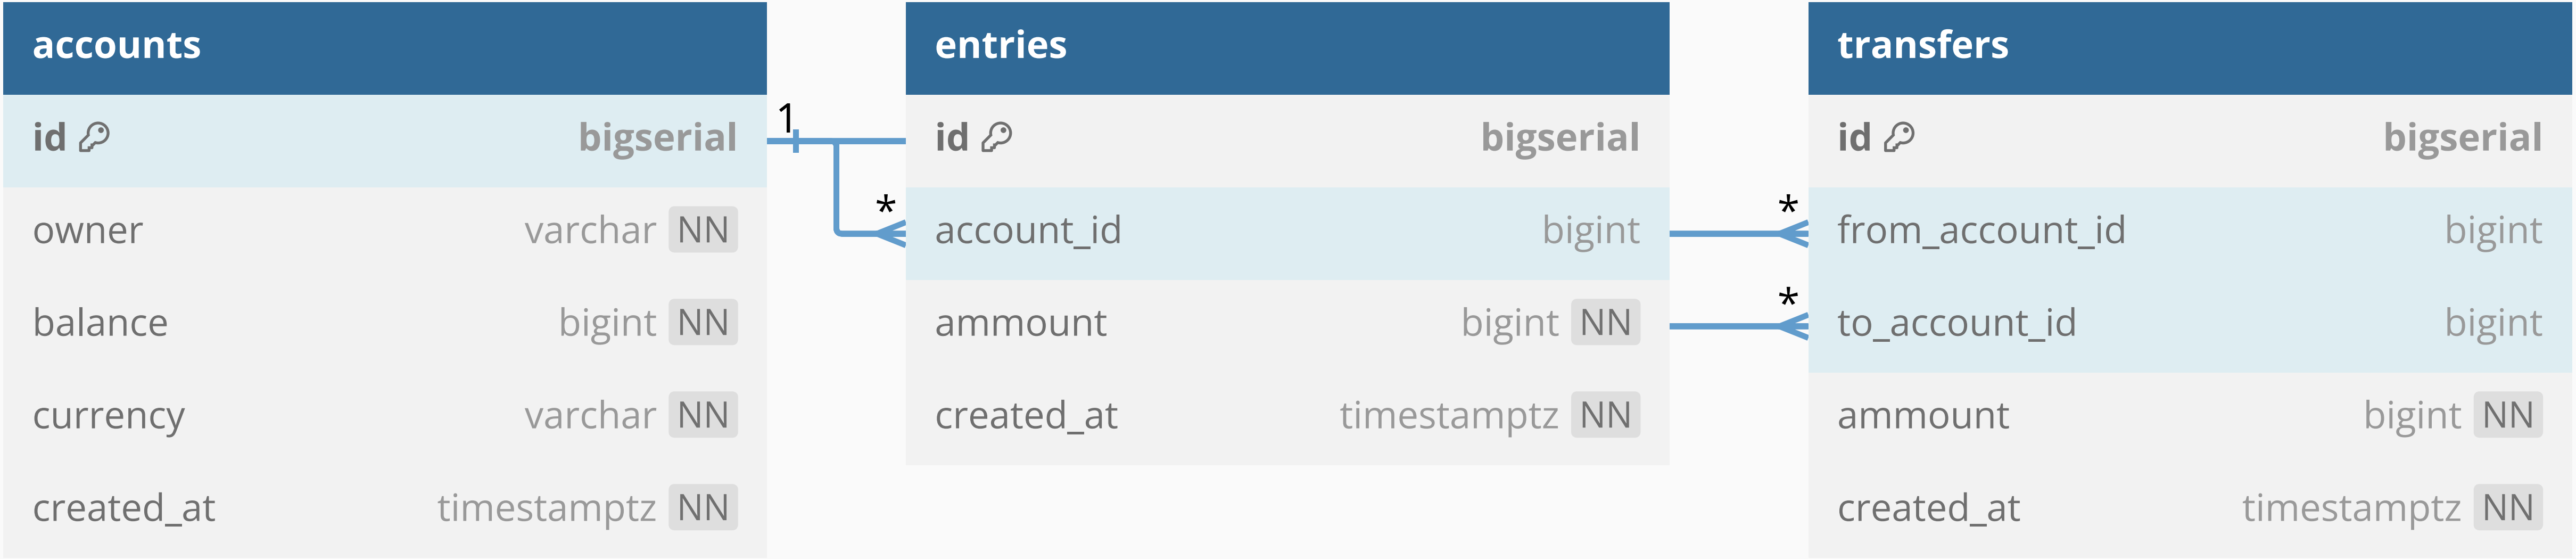 accounts
id bigserial
owner varchar NN
balance bigint NN
currency varchar NN
created_at timestamptz NN
1
*
entries
id bigserial
account_id bigint
ammount bigint NN
created_at timestamptz NN
*
*
transfers
id bigserial
from_account_id bigint
to_account_id bigint
ammount bigint NN
created_at timestamptz NN